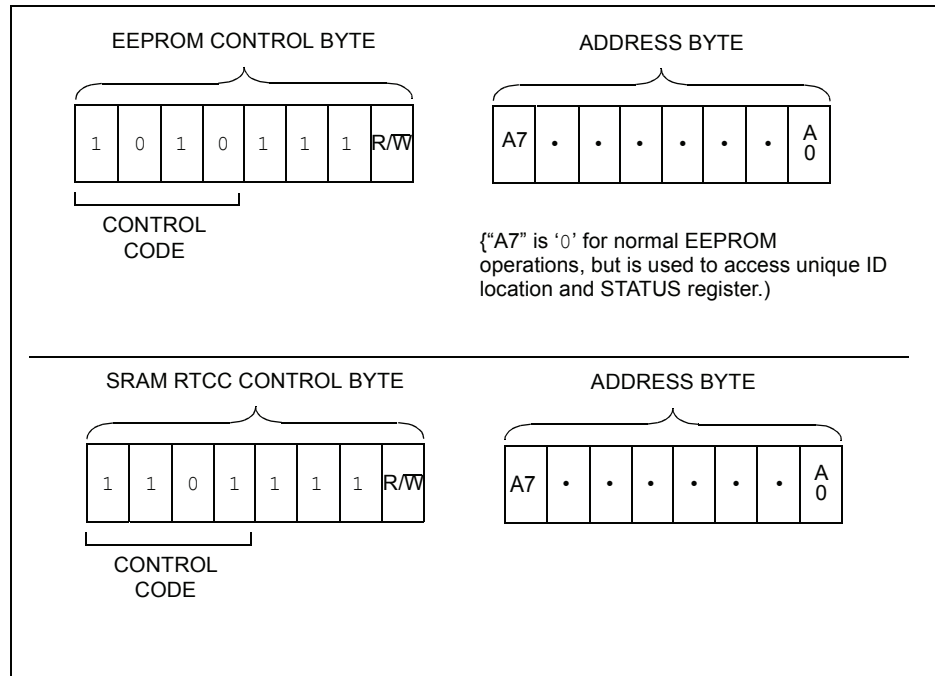 EEPROM CONTROL BYTE
ADDRESS BYTE
1 0 1 0 1 1 1 R/W̅
A7 • • • • • • A
0
CONTROL
CODE
{“A7” is ‘0’ for normal EEPROM
operations, but is used to access unique ID
location and STATUS register.)
SRAM RTCC CONTROL BYTE
ADDRESS BYTE
1 1 0 1 1 1 1 R/W̅
A7 • • • • • • A
0
CONTROL
CODE